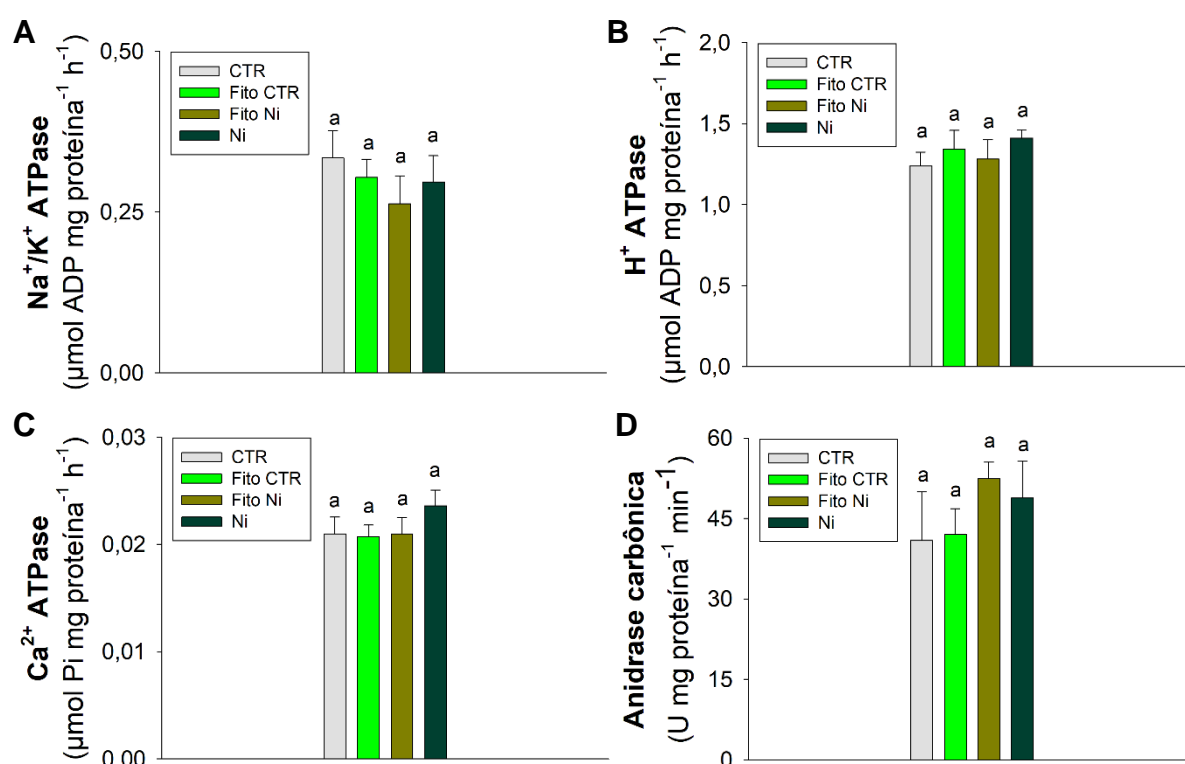 A
Na⁺/K⁺ ATPase
(µmol ADP mg proteína⁻¹ h⁻¹)
0,50
0,25
0,00
CTR
Fito CTR
Fito Ni
Ni
a
a
a
a
B
H⁺ ATPase
(µmol ADP mg proteína⁻¹ h⁻¹)
2,0
1,5
1,0
0,5
0,0
CTR
Fito CTR
Fito Ni
Ni
a
a
a
a
C
Ca²⁺ ATPase
(µmol Pi mg proteína⁻¹ h⁻¹)
0,03
0,02
0,01
0,00
CTR
Fito CTR
Fito Ni
Ni
a
a
a
a
D
Anidrase carbônica
(U mg proteína⁻¹ min⁻¹)
60
45
30
15
0
CTR
Fito CTR
Fito Ni
Ni
a
a
a
a